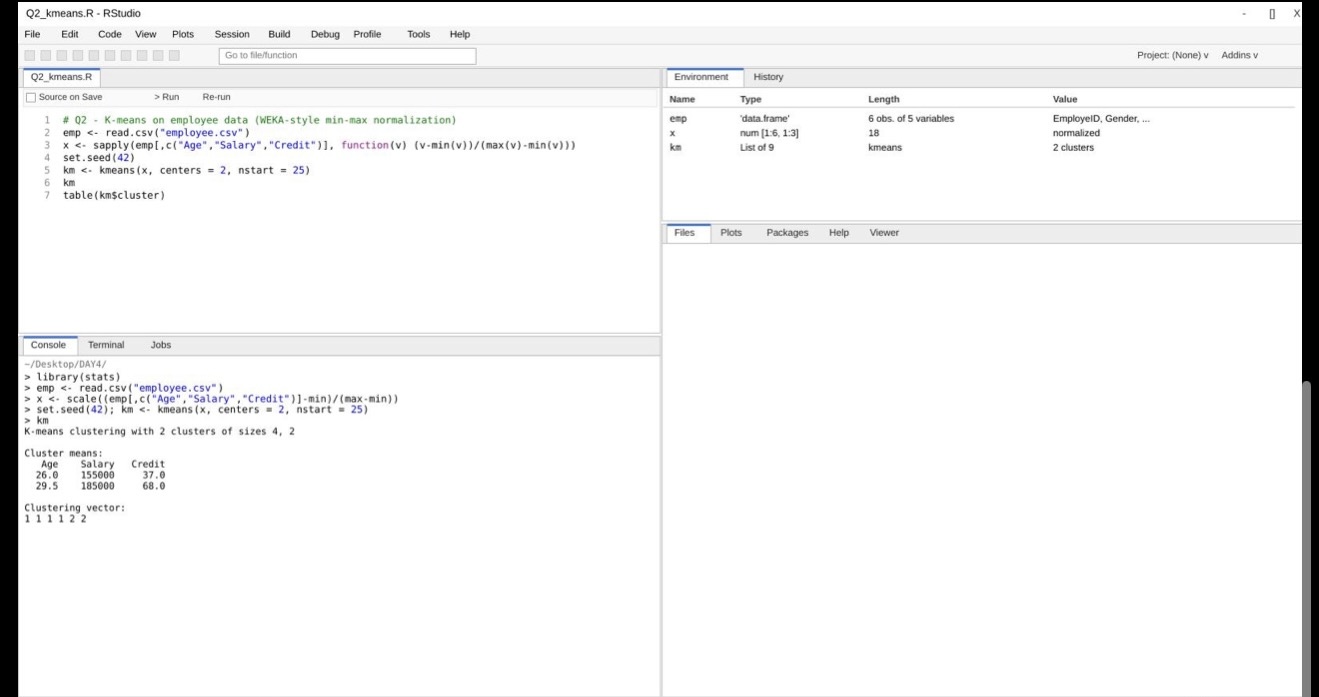 Q2_kmeans.R - RStudio - [] X
File Edit Code View Plots Session Build Debug Profile Tools Help
Go to file/function Project: (None) v Addins v
Q2_kmeans.R
Source on Save > Run Re-run
1 # Q2 - K-means on employee data (WEKA-style min-max normalization)
2 emp <- read.csv("employee.csv")
3 x <- sapply(emp[,c("Age","Salary","Credit")], function(v) (v-min(v))/(max(v)-min(v)))
4 set.seed(42)
5 km <- kmeans(x, centers = 2, nstart = 25)
6 km
7 table(km$cluster)
Environment History
Name Type Length Value
emp 'data.frame' 6 obs. of 5 variables EmployeID, Gender, ...
x num [1:6, 1:3] 18 normalized
km List of 9 kmeans 2 clusters
Files Plots Packages Help Viewer
Console Terminal Jobs
~/Desktop/DAY4/
> library(stats)
> emp <- read.csv("employee.csv")
> x <- scale((emp[,c("Age","Salary","Credit")]-min)/(max-min))
> set.seed(42); km <- kmeans(x, centers = 2, nstart = 25)
> km
K-means clustering with 2 clusters of sizes 4, 2
Cluster means:
Age Salary Credit
26.0 155000 37.0
29.5 185000 68.0
Clustering vector:
1 1 1 1 2 2